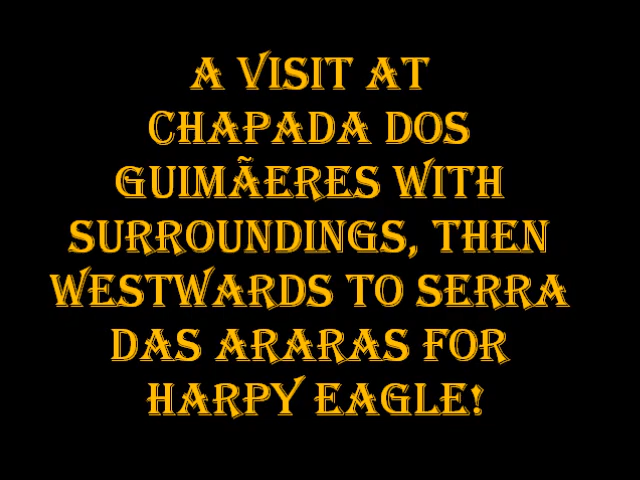 A VISIT AT
CHAPADA DOS
GUIMÃERES WITH
SURROUNDINGS, THEN
WESTWARDS TO SERRA
DAS ARARAS FOR
HARPY EAGLE!